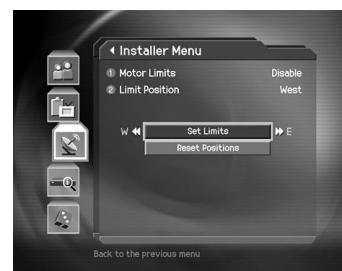 Installer Menu
1 Motor Limits Disable
2 Limit Position West
W Set Limits E
Reset Positions
Back to the previous menu